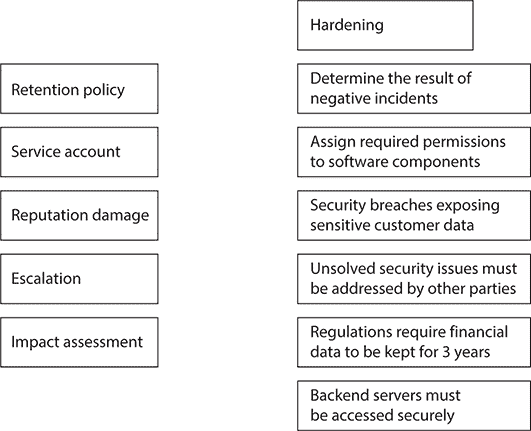 Hardening
Retention policy
Determine the result of
negative incidents
Service account
Assign required permissions
to software components
Reputation damage
Security breaches exposing
sensitive customer data
Escalation
Unsolved security issues must
be addressed by other parties
Impact assessment
Regulations require financial
data to be kept for 3 years
Backend servers must
be accessed securely